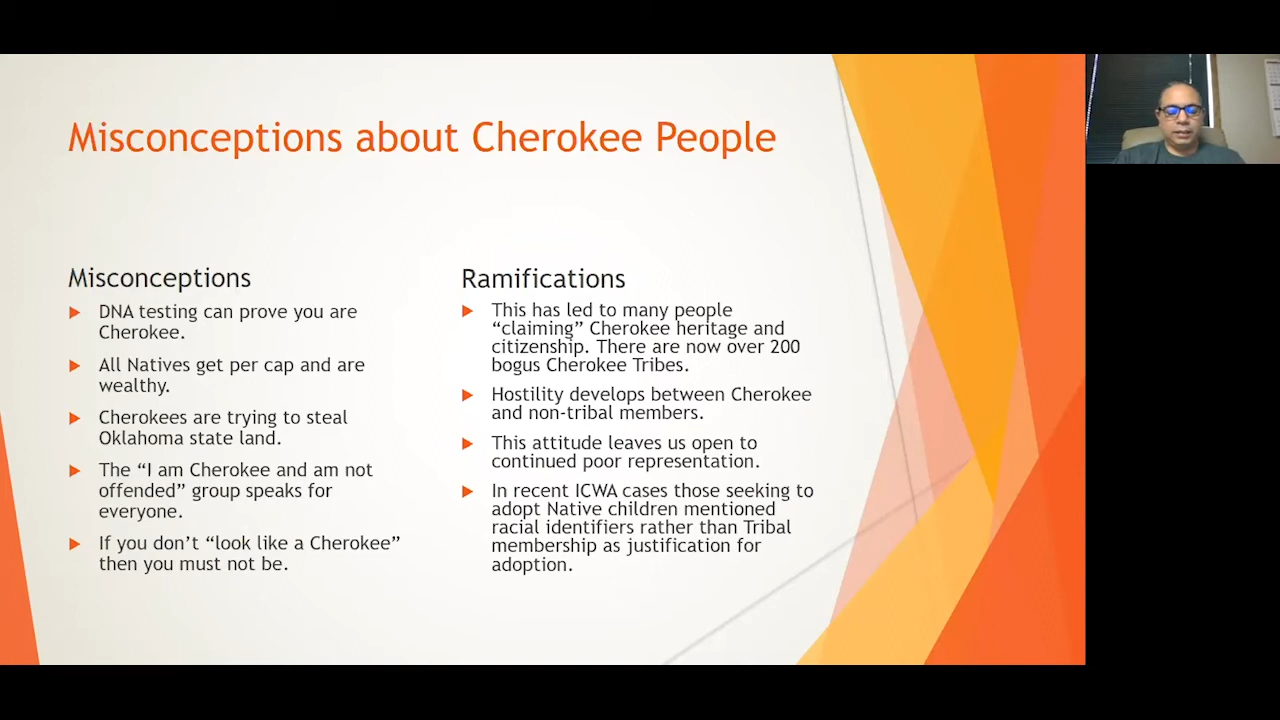 Misconceptions about Cherokee People
Misconceptions
DNA testing can prove you are
Cherokee.
All Natives get per cap and are
wealthy.
Cherokees are trying to steal
Oklahoma state land.
The “I am Cherokee and am not
offended” group speaks for
everyone.
If you don’t “look like a Cherokee”
then you must not be.
Ramifications
This has led to many people
“claiming” Cherokee heritage and
citizenship. There are now over 200
bogus Cherokee Tribes.
Hostility develops between Cherokee
and non-tribal members.
This attitude leaves us open to
continued poor representation.
In recent ICWA cases those seeking to
adopt Native children mentioned
racial identifiers rather than Tribal
membership as justification for
adoption.